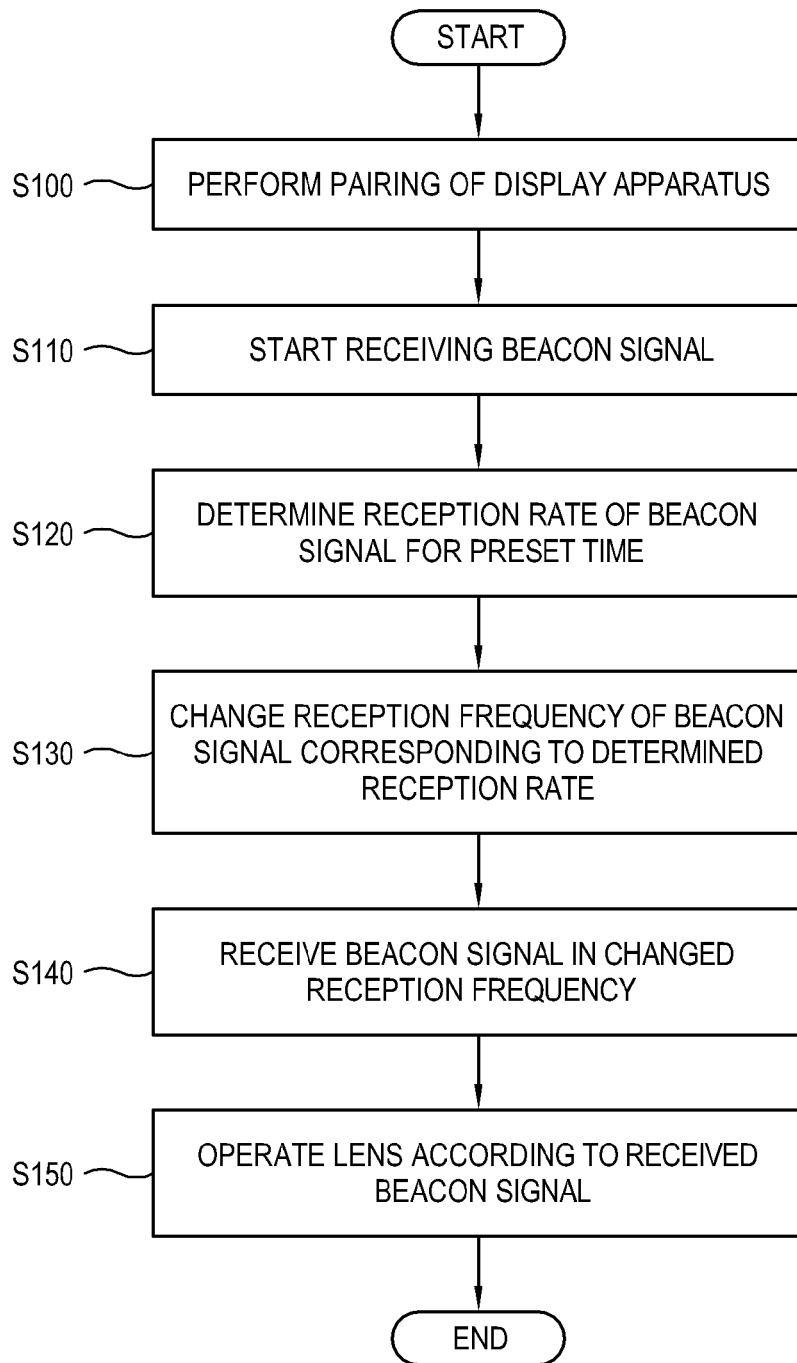 START
S100
PERFORM PAIRING OF DISPLAY APPARATUS
S110
START RECEIVING BEACON SIGNAL
S120
DETERMINE RECEPTION RATE OF BEACON
SIGNAL FOR PRESET TIME
S130
CHANGE RECEPTION FREQUENCY OF BEACON
SIGNAL CORRESPONDING TO DETERMINED
RECEPTION RATE
S140
RECEIVE BEACON SIGNAL IN CHANGED
RECEPTION FREQUENCY
S150
OPERATE LENS ACCORDING TO RECEIVED
BEACON SIGNAL
END